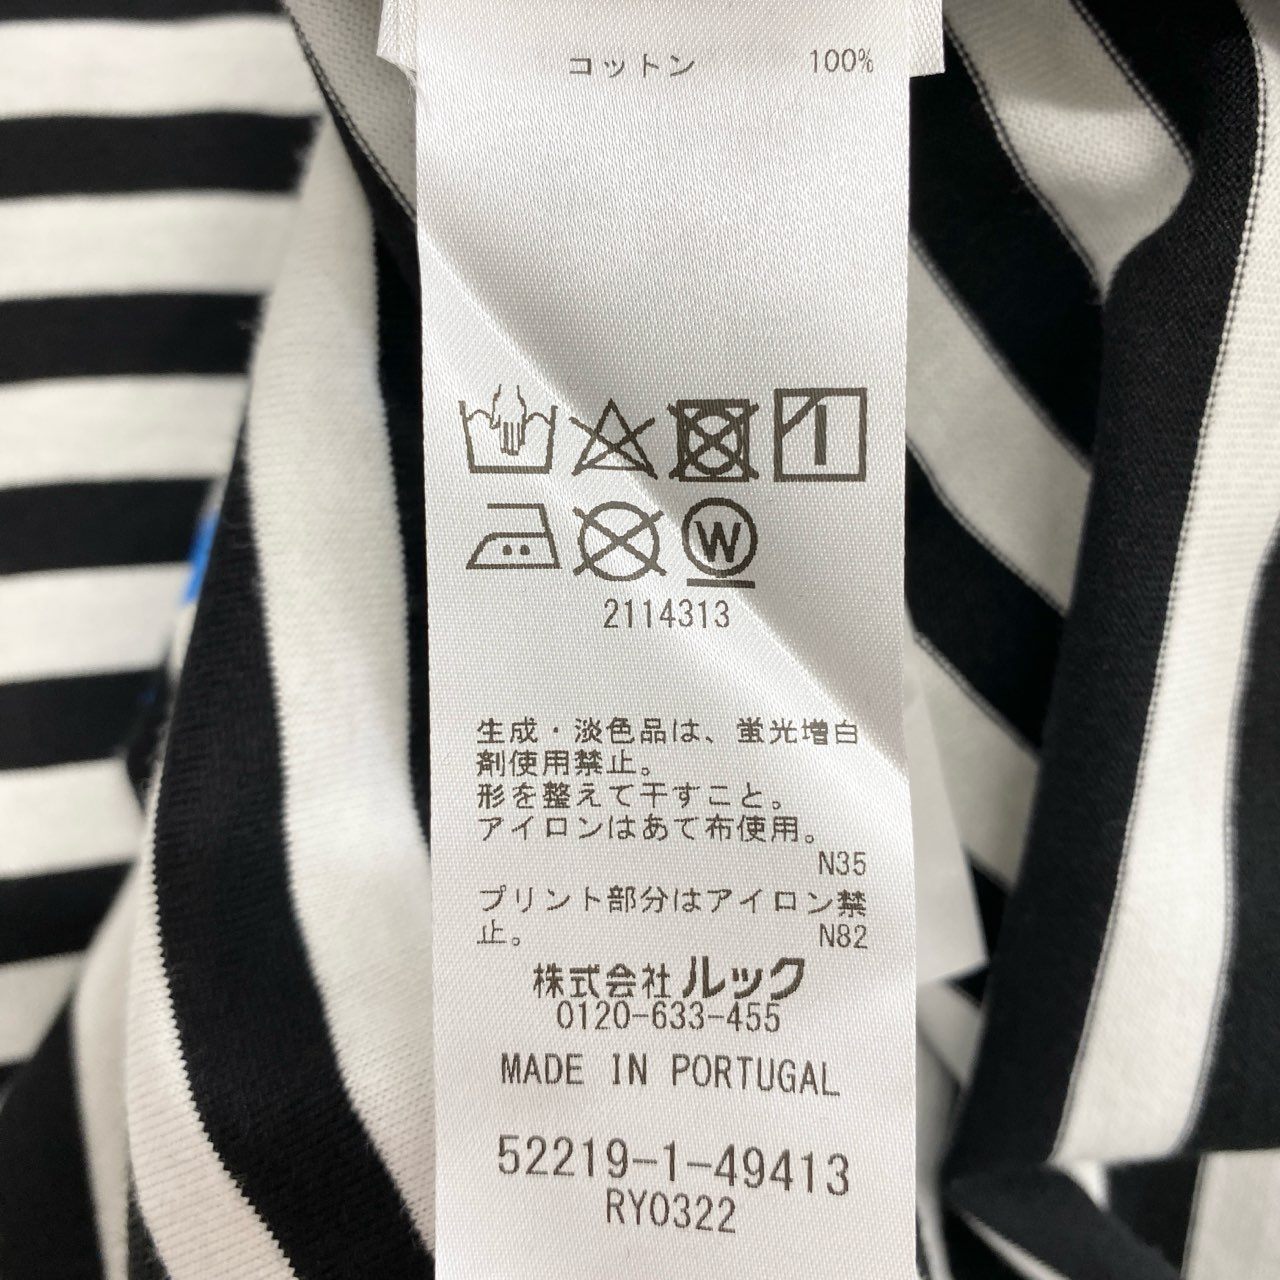 コットン 100%
W
2114313
生成・淡色品は、蛍光増白
剤使用禁止。
形を整えて干すこと。
アイロンはあて布使用。
N35
プリント部分はアイロン禁
止。 N82
株式会社ルック
0120-633-455
MADE IN PORTUGAL
52219-1-49413
RY0322